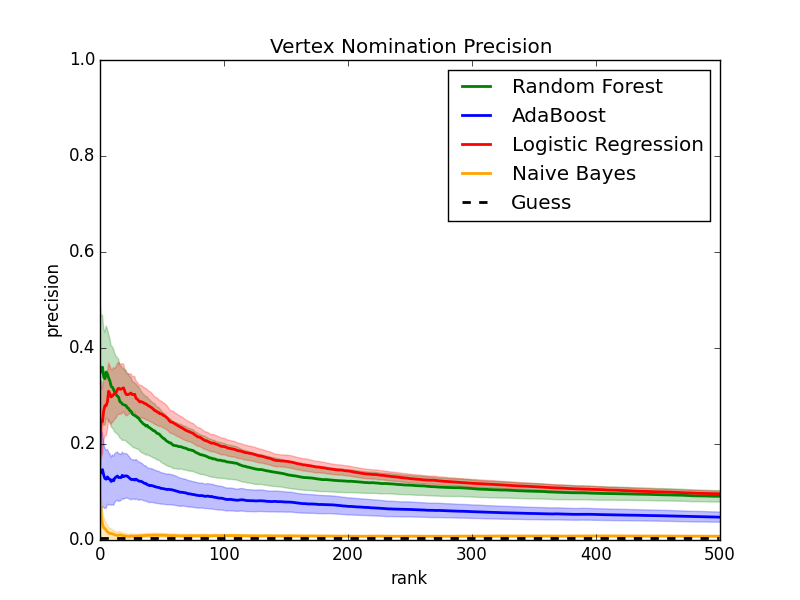 Vertex Nomination Precision
1.0
0.8
0.6
0.4
0.2
0.0
precision
Random Forest
AdaBoost
Logistic Regression
Naive Bayes
Guess
0 100 200 300 400 500
rank